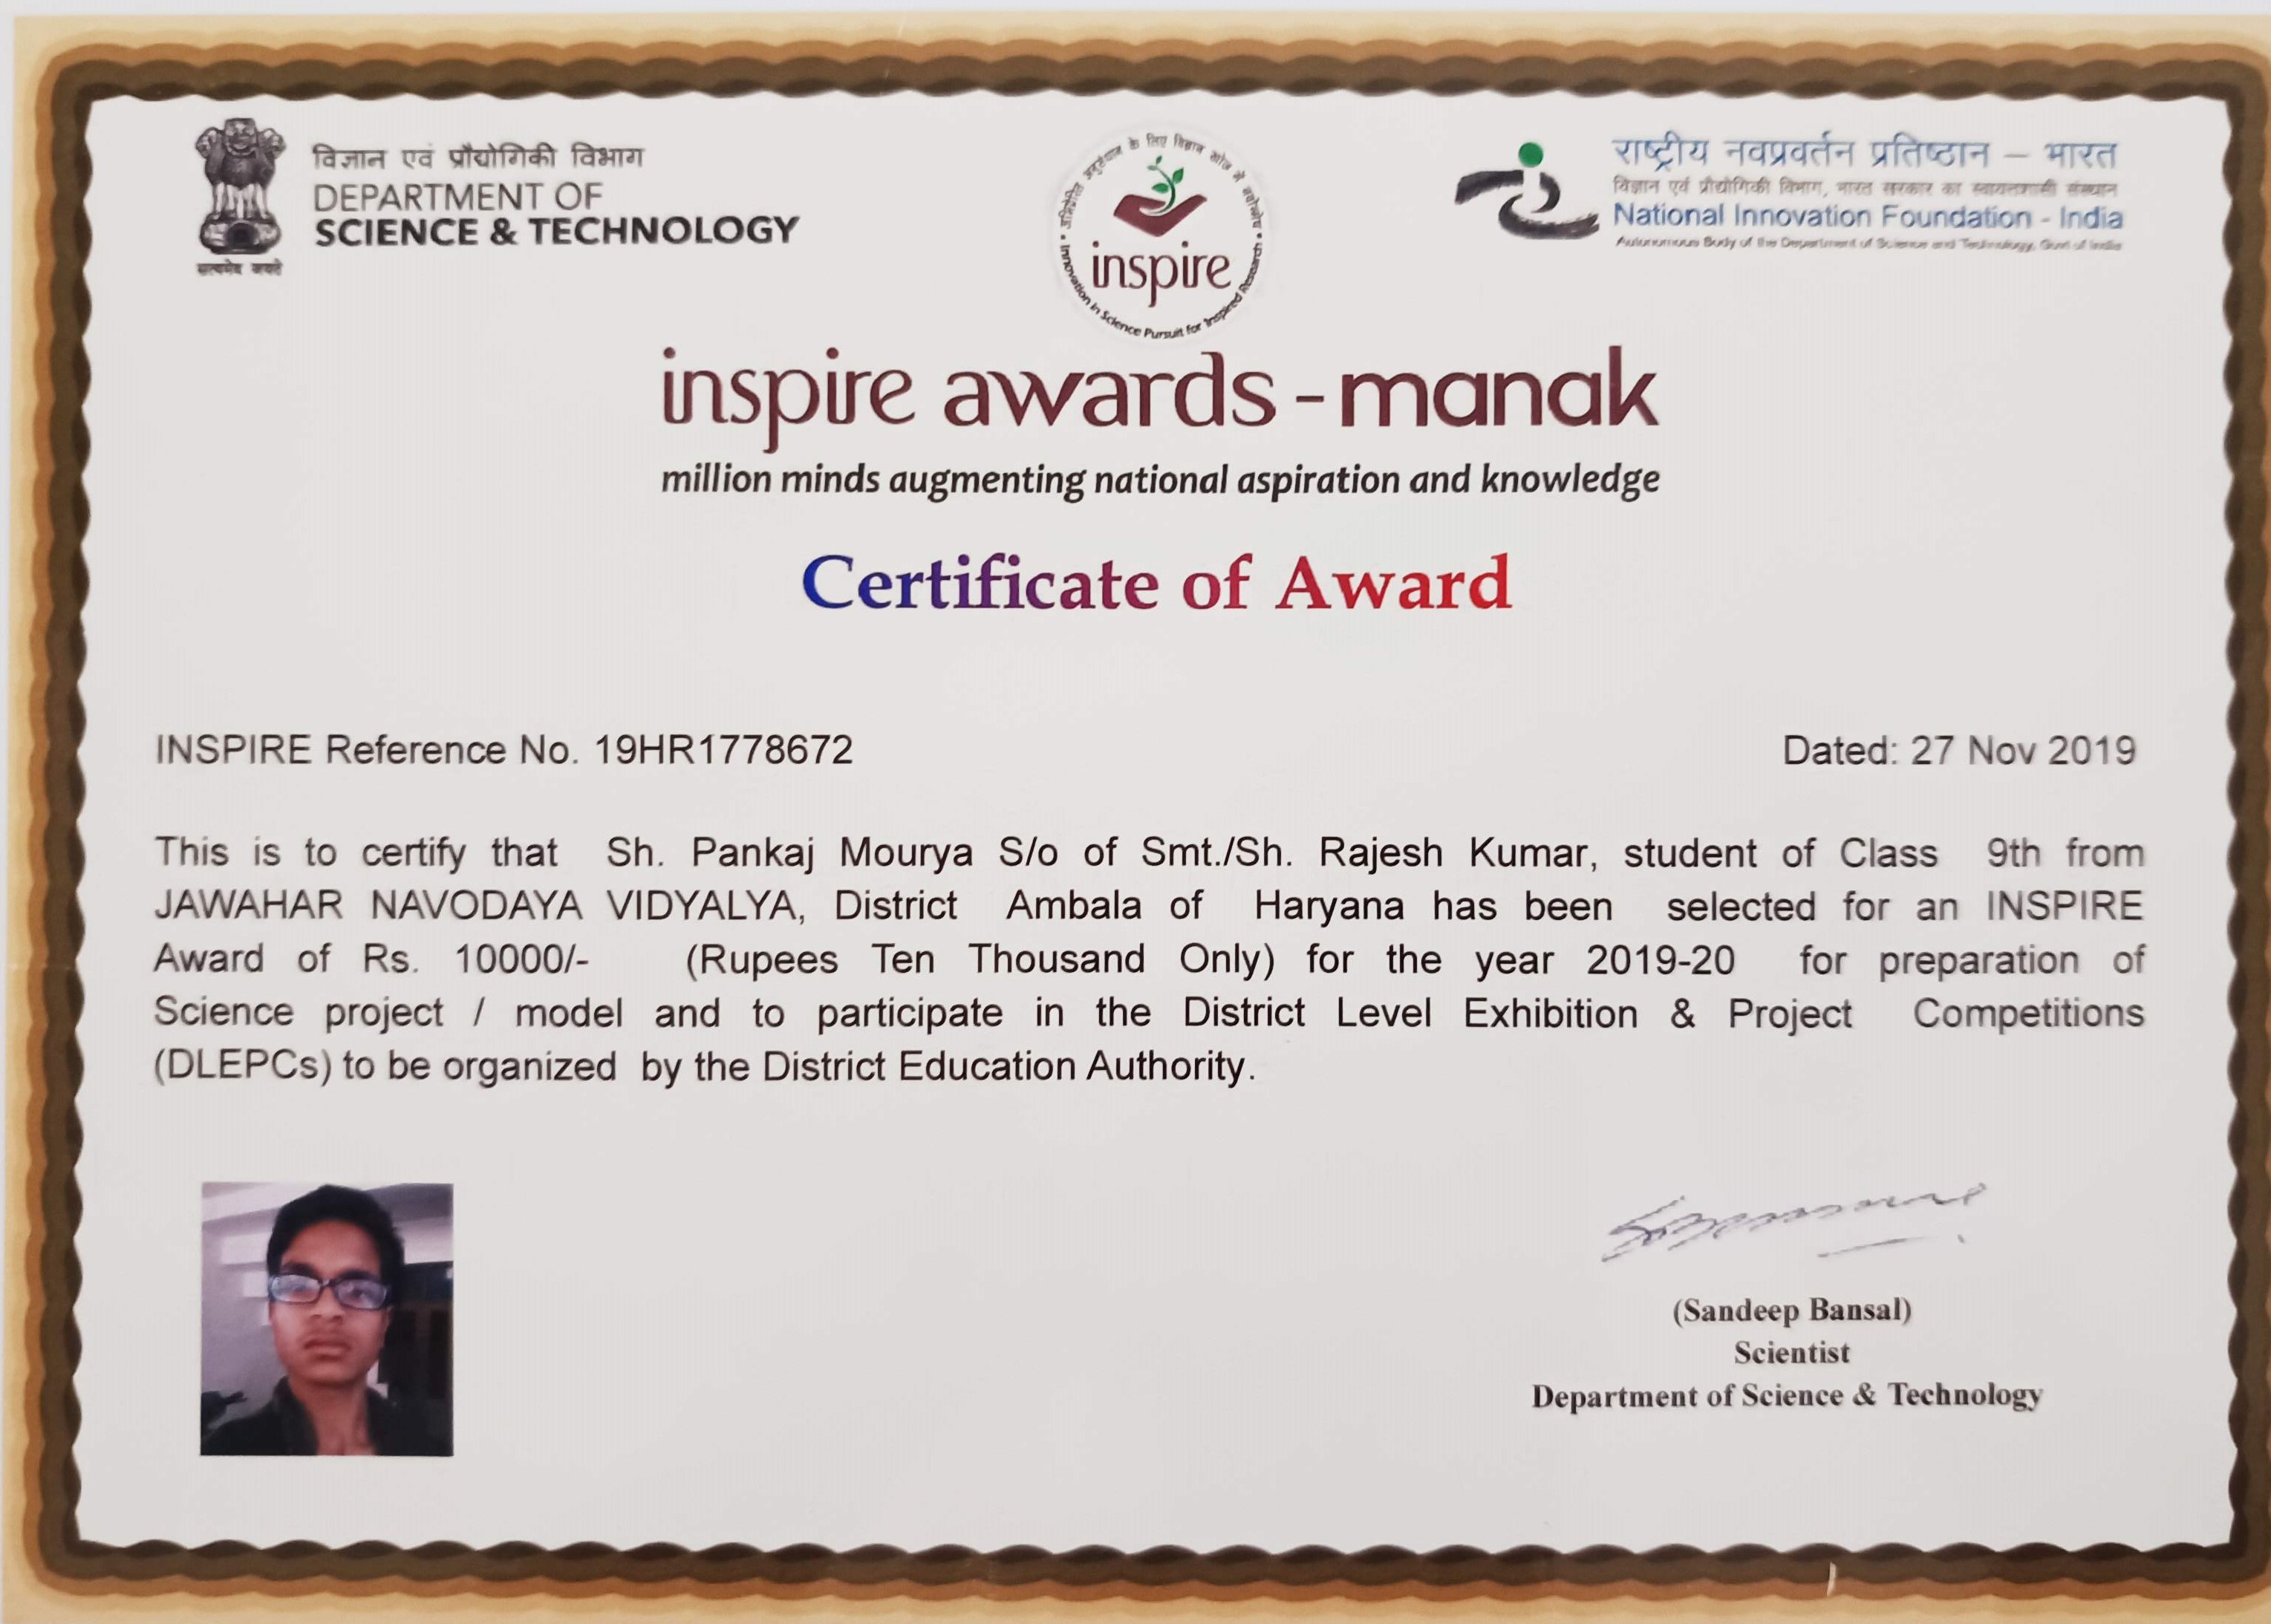 विज्ञान एवं प्रौद्योगिकी विभाग
DEPARTMENT OF
SCIENCE & TECHNOLOGY
सत्यमेव जयते
के लिए विज्ञान खोज में नवोन्मेष
inspire
Innovation in Science Pursuit for Inspired Research
राष्ट्रीय नवप्रवर्तन प्रतिष्ठान – भारत
विज्ञान एवं प्रौद्योगिकी विभाग, भारत सरकार का स्वायत्तशासी संस्थान
National Innovation Foundation - India
Autonomous Body of the Department of Science and Technology, Govt of India
inspire awards - manak
million minds augmenting national aspiration and knowledge
Certificate of Award
INSPIRE Reference No. 19HR1778672
Dated: 27 Nov 2019
This is to certify that Sh. Pankaj Mourya S/o of Smt./Sh. Rajesh Kumar, student of Class 9th from
JAWAHAR NAVODAYA VIDYALYA, District Ambala of Haryana has been selected for an INSPIRE
Award of Rs. 10000/- (Rupees Ten Thousand Only) for the year 2019-20 for preparation of
Science project / model and to participate in the District Level Exhibition & Project Competitions
(DLEPCs) to be organized by the District Education Authority.
(Sandeep Bansal)
Scientist
Department of Science & Technology